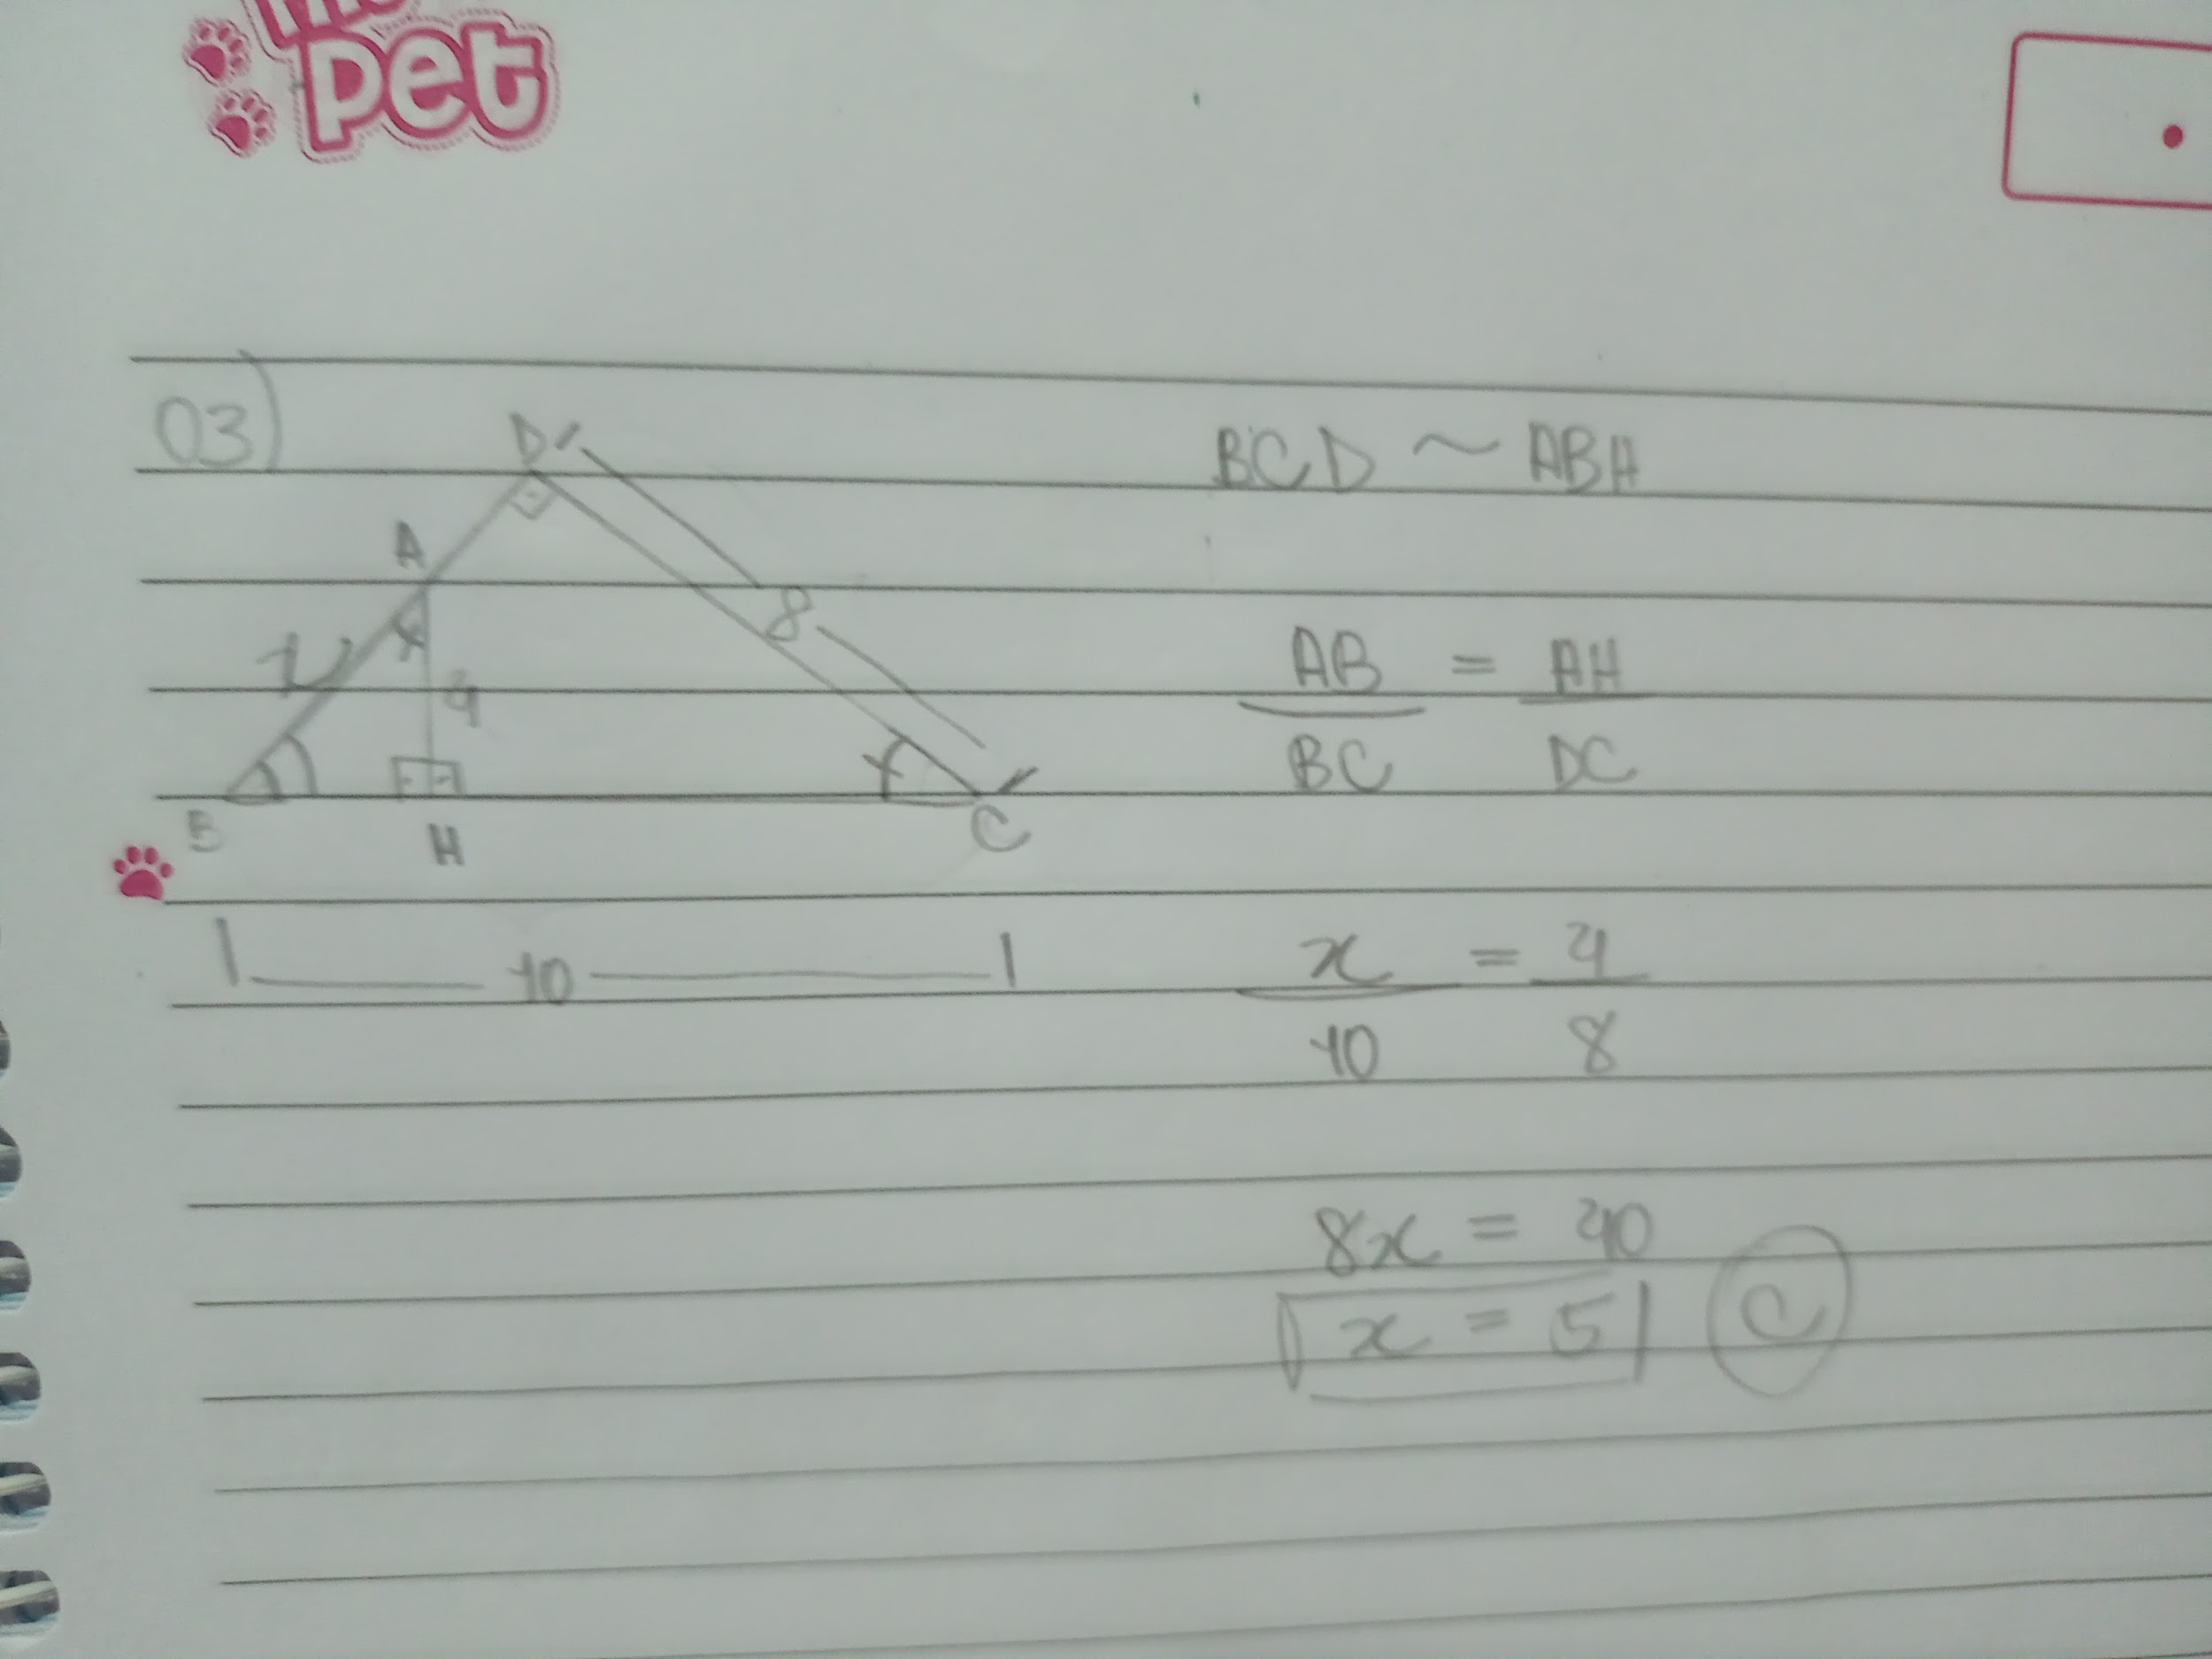 pet
03)
D
A
x
8
4
B
H
C
10
BCD ~ ABH
AB = AH
BC DC
x = 4
10 8
8x = 40
x = 5 C